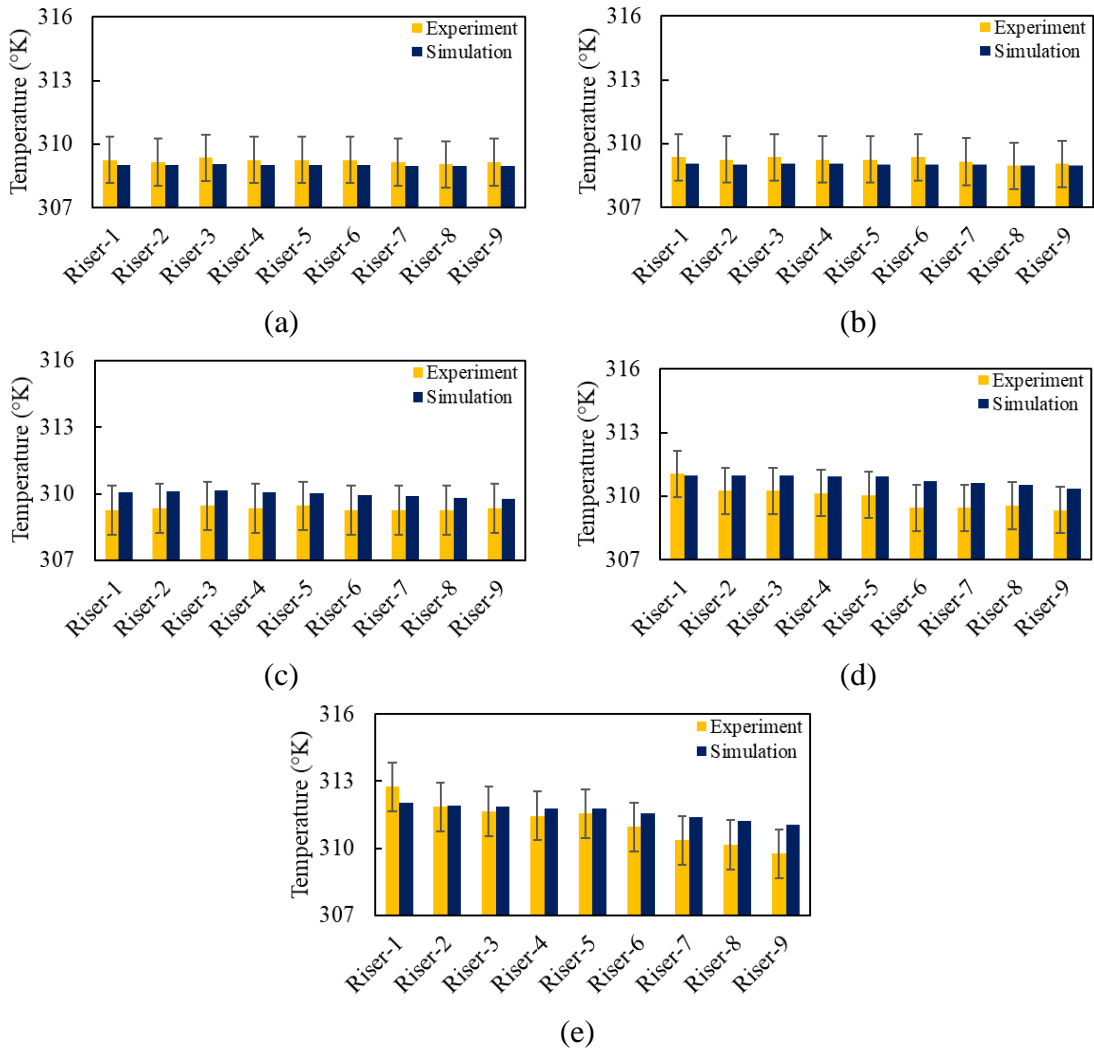 316
313
310
307
Temperature (°K)
Experiment
Simulation
Riser-1
Riser-2
Riser-3
Riser-4
Riser-5
Riser-6
Riser-7
Riser-8
Riser-9
(a)
316
313
310
307
Temperature (°K)
Experiment
Simulation
Riser-1
Riser-2
Riser-3
Riser-4
Riser-5
Riser-6
Riser-7
Riser-8
Riser-9
(b)
316
313
310
307
Temperature (°K)
Experiment
Simulation
Riser-1
Riser-2
Riser-3
Riser-4
Riser-5
Riser-6
Riser-7
Riser-8
Riser-9
(c)
316
313
310
307
Temperature (°K)
Experiment
Simulation
Riser-1
Riser-2
Riser-3
Riser-4
Riser-5
Riser-6
Riser-7
Riser-8
Riser-9
(d)
316
313
310
307
Temperature (°K)
Experiment
Simulation
Riser-1
Riser-2
Riser-3
Riser-4
Riser-5
Riser-6
Riser-7
Riser-8
Riser-9
(e)